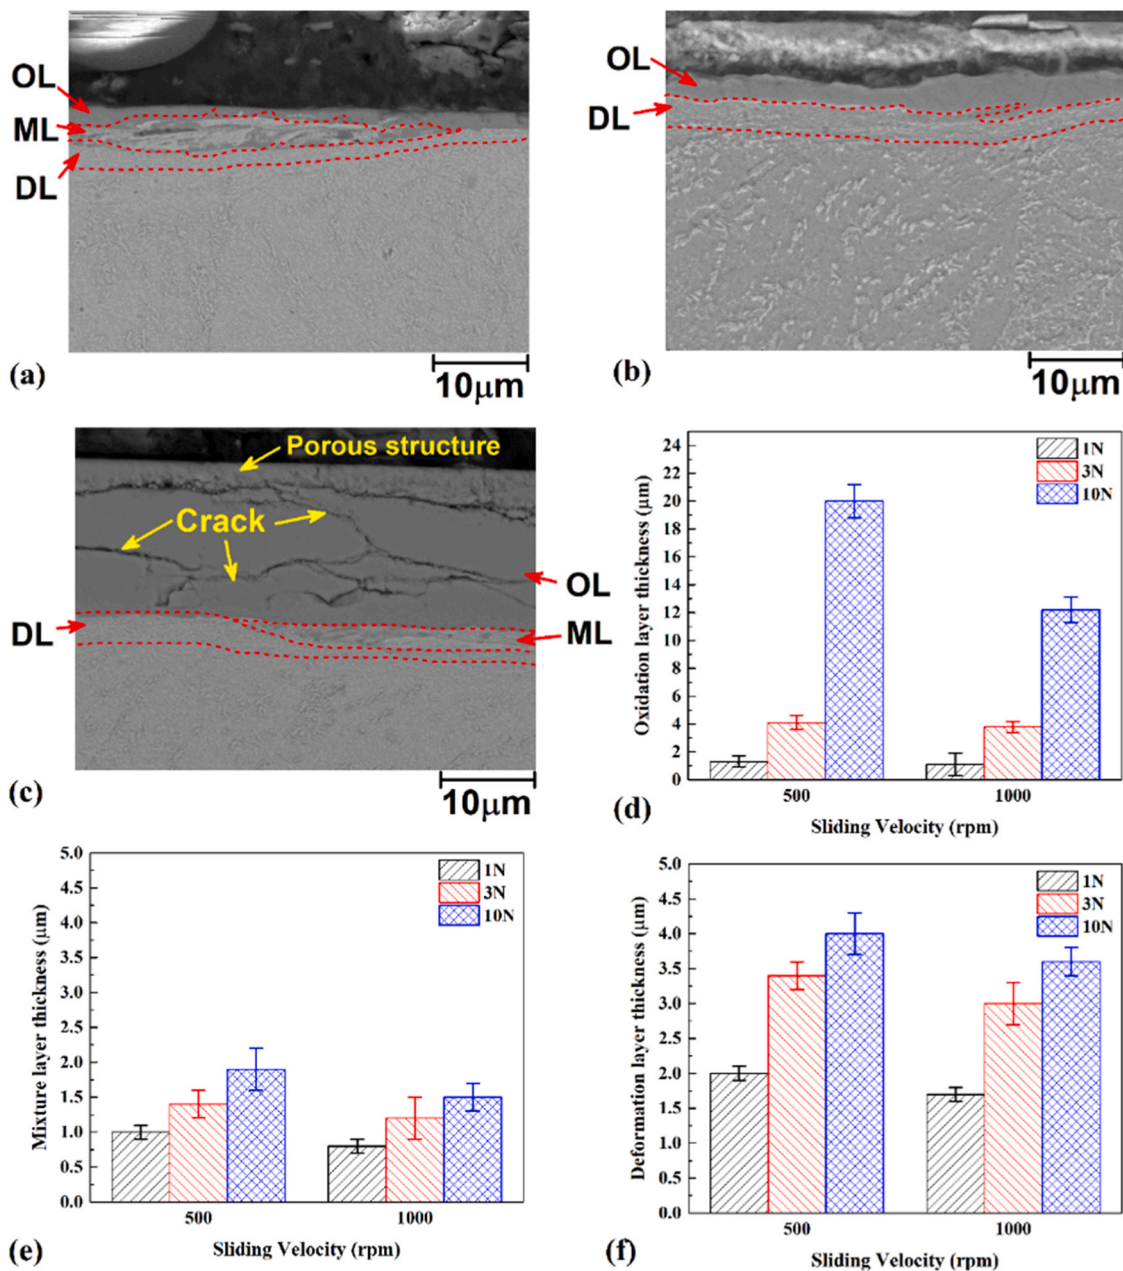 OL
ML
DL
(a)
10μm
OL
DL
(b)
10μm
Porous structure
Crack
OL
DL
ML
(c)
10μm
Oxidation layer thickness (μm)
24
22
20
18
16
14
12
10
8
6
4
2
0
1N
3N
10N
500
1000
Sliding Velocity (rpm)
(d)
Mixture layer thickness (μm)
5.0
4.5
4.0
3.5
3.0
2.5
2.0
1.5
1.0
0.5
0.0
1N
3N
10N
500
1000
Sliding Velocity (rpm)
(e)
Deformation layer thickness (μm)
5.0
4.5
4.0
3.5
3.0
2.5
2.0
1.5
1.0
0.5
0.0
1N
3N
10N
500
1000
Sliding Velocity (rpm)
(f)